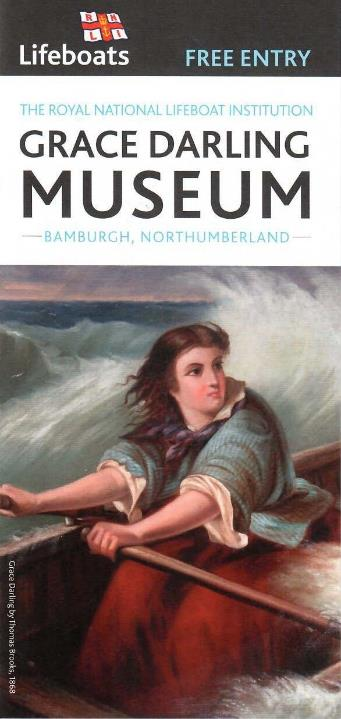 RNLI
Lifeboats
FREE ENTRY
THE ROYAL NATIONAL LIFEBOAT INSTITUTION
GRACE DARLING
MUSEUM
BAMBURGH, NORTHUMBERLAND
Grace Darling by Thomas Brooks, 1868